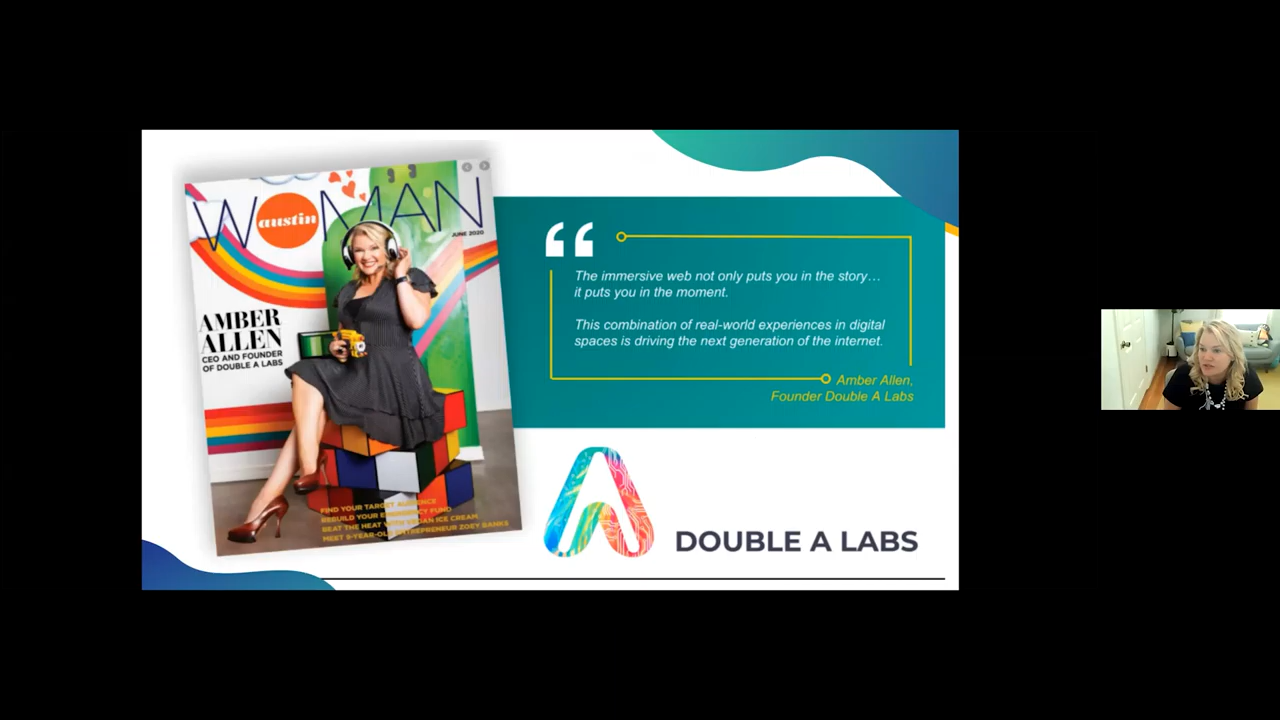 WOMAN
austin
JUNE 2020
AMBER
ALLEN
CEO AND FOUNDER
OF DOUBLE A LABS
FIND YOUR TARGET AUDIENCE
REBUILD YOUR EMERGENCY FUND
BEAT THE HEAT WITH VEGAN ICE CREAM
MEET 9-YEAR-OLD ENTREPRENEUR ZOEY BANKS
“
The immersive web not only puts you in the story…
it puts you in the moment.
This combination of real-world experiences in digital
spaces is driving the next generation of the internet.
Amber Allen,
Founder Double A Labs
DOUBLE A LABS